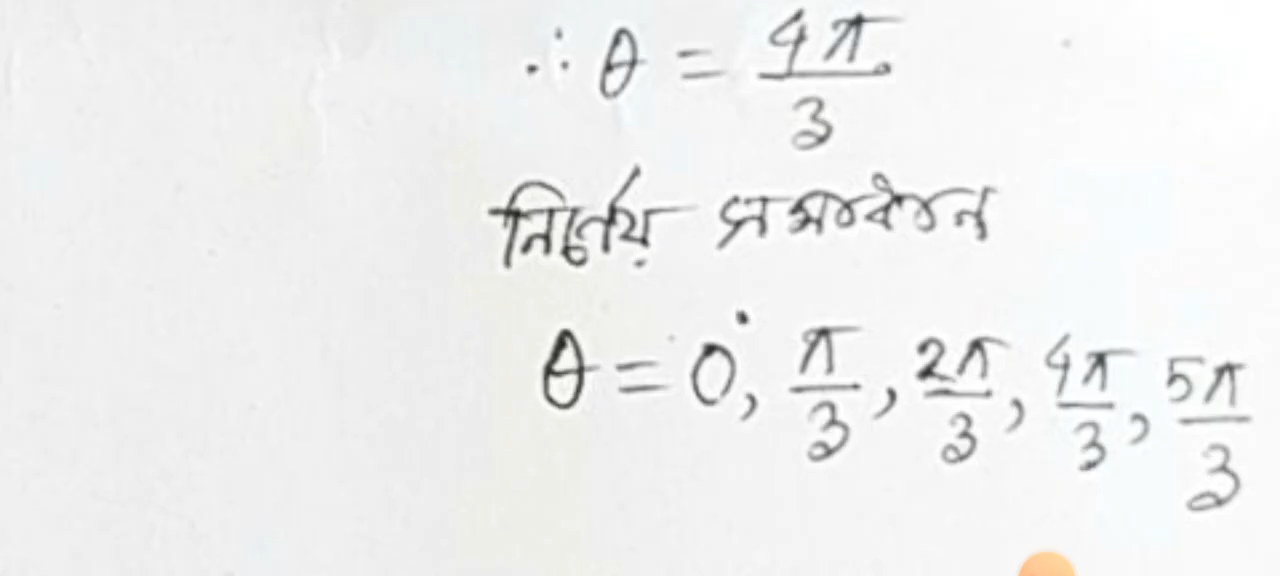 ∴ θ = 4π/3
নির্ণেয় সমাধান
θ = 0°, π/3, 2π/3, 4π/3, 5π/3